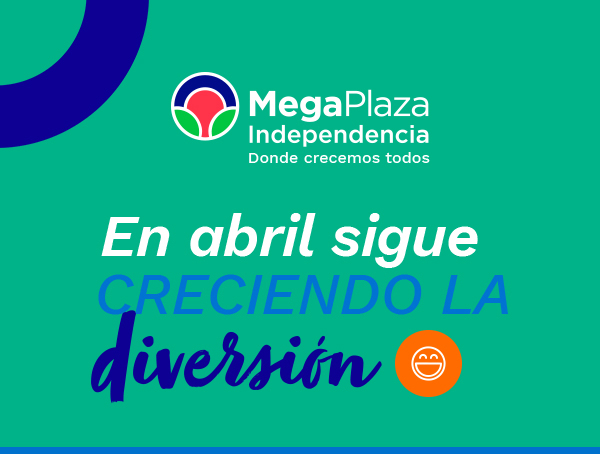 MegaPlaza
Independencia
Donde crecemos todos
En abril sigue
CRECIENDO LA
diversión